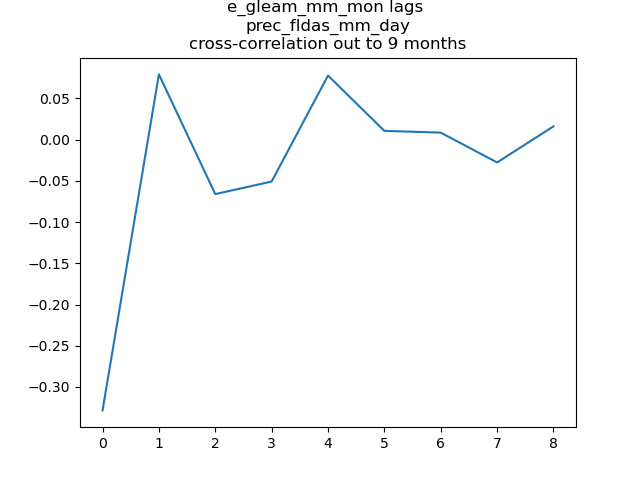 e_gleam_mm_mon lags
prec_fldas_mm_day
cross-correlation out to 9 months
0.05
0.00
−0.05
−0.10
−0.15
−0.20
−0.25
−0.30
0 1 2 3 4 5 6 7 8